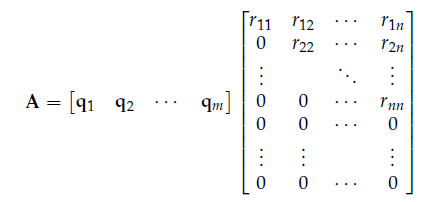 r11 r12 ⋯ r1n
0 r22 ⋯ r2n
⋮ ⋱ ⋮
A = [q1 q2 ⋯ qm] 0 0 ⋯ rnn
0 0 ⋯ 0
⋮ ⋮ ⋮
0 0 ⋯ 0